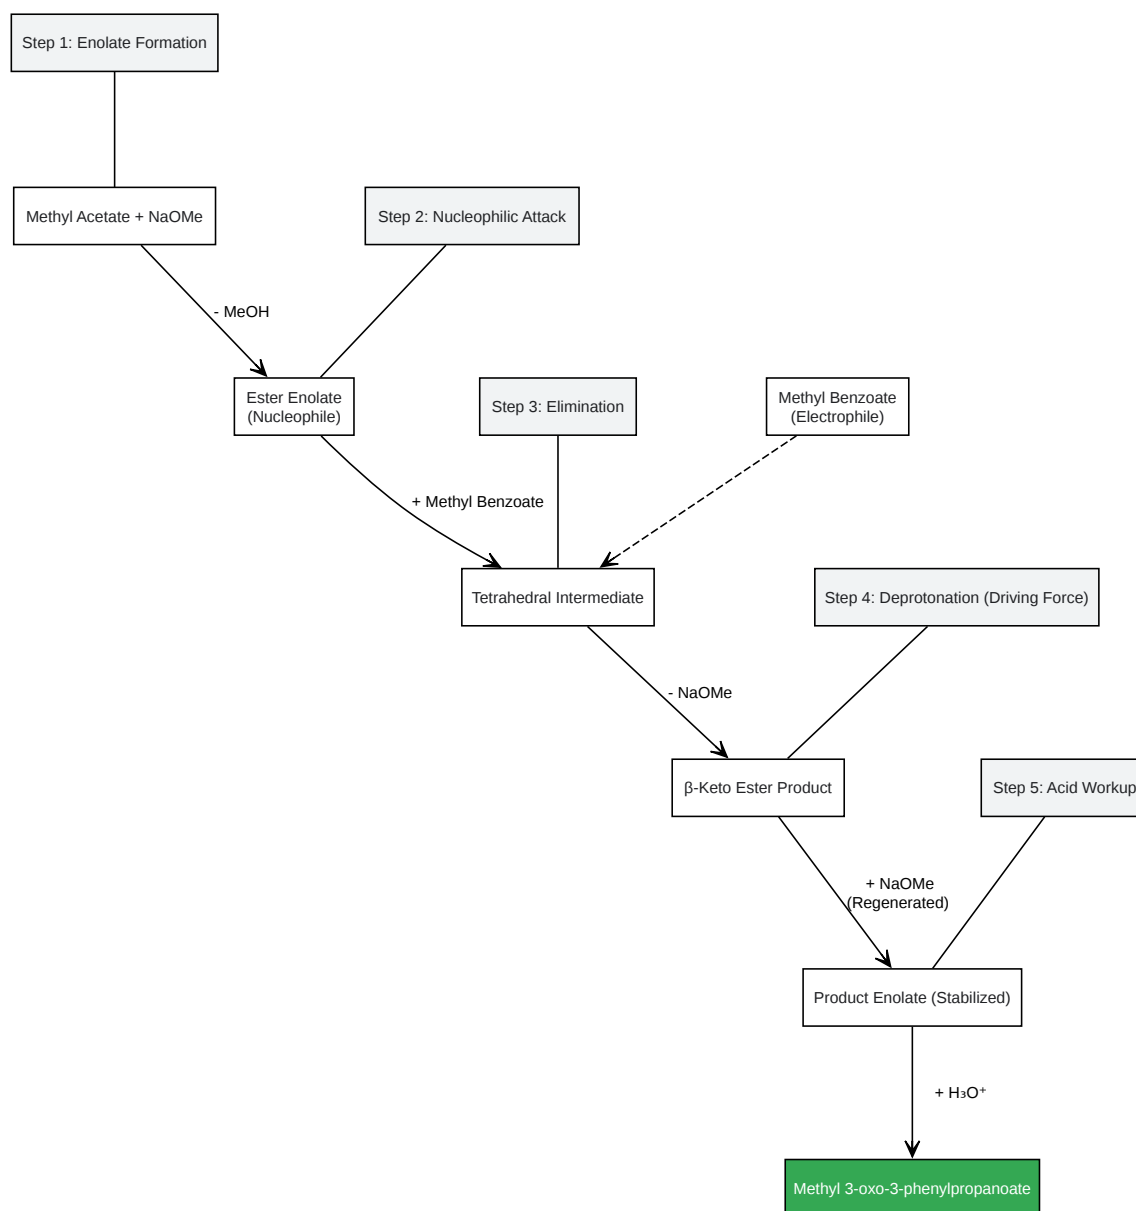 Step 1: Enolate Formation
Methyl Acetate + NaOMe
Step 2: Nucleophilic Attack
- MeOH
Ester Enolate
(Nucleophile)
Step 3: Elimination
Methyl Benzoate
(Electrophile)
+ Methyl Benzoate
Tetrahedral Intermediate
Step 4: Deprotonation (Driving Force)
- NaOMe
β-Keto Ester Product
Step 5: Acid Workup
+ NaOMe
(Regenerated)
Product Enolate (Stabilized)
+ H₃O⁺
Methyl 3-oxo-3-phenylpropanoate